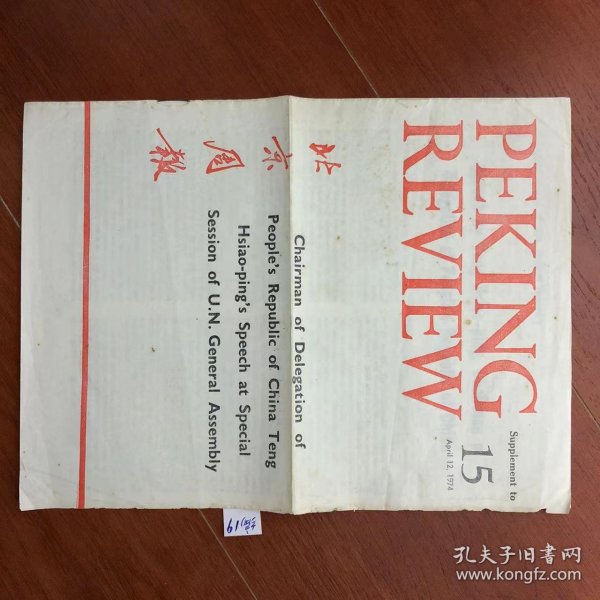 PEKING
REVIEW
Supplement to
15
April 12, 1974
北京周報
Chairman of Delegation of
People's Republic of China Teng
Hsiao-ping's Speech at Special
Session of U.N. General Assembly
孔夫子旧书网
www.kongfz.com